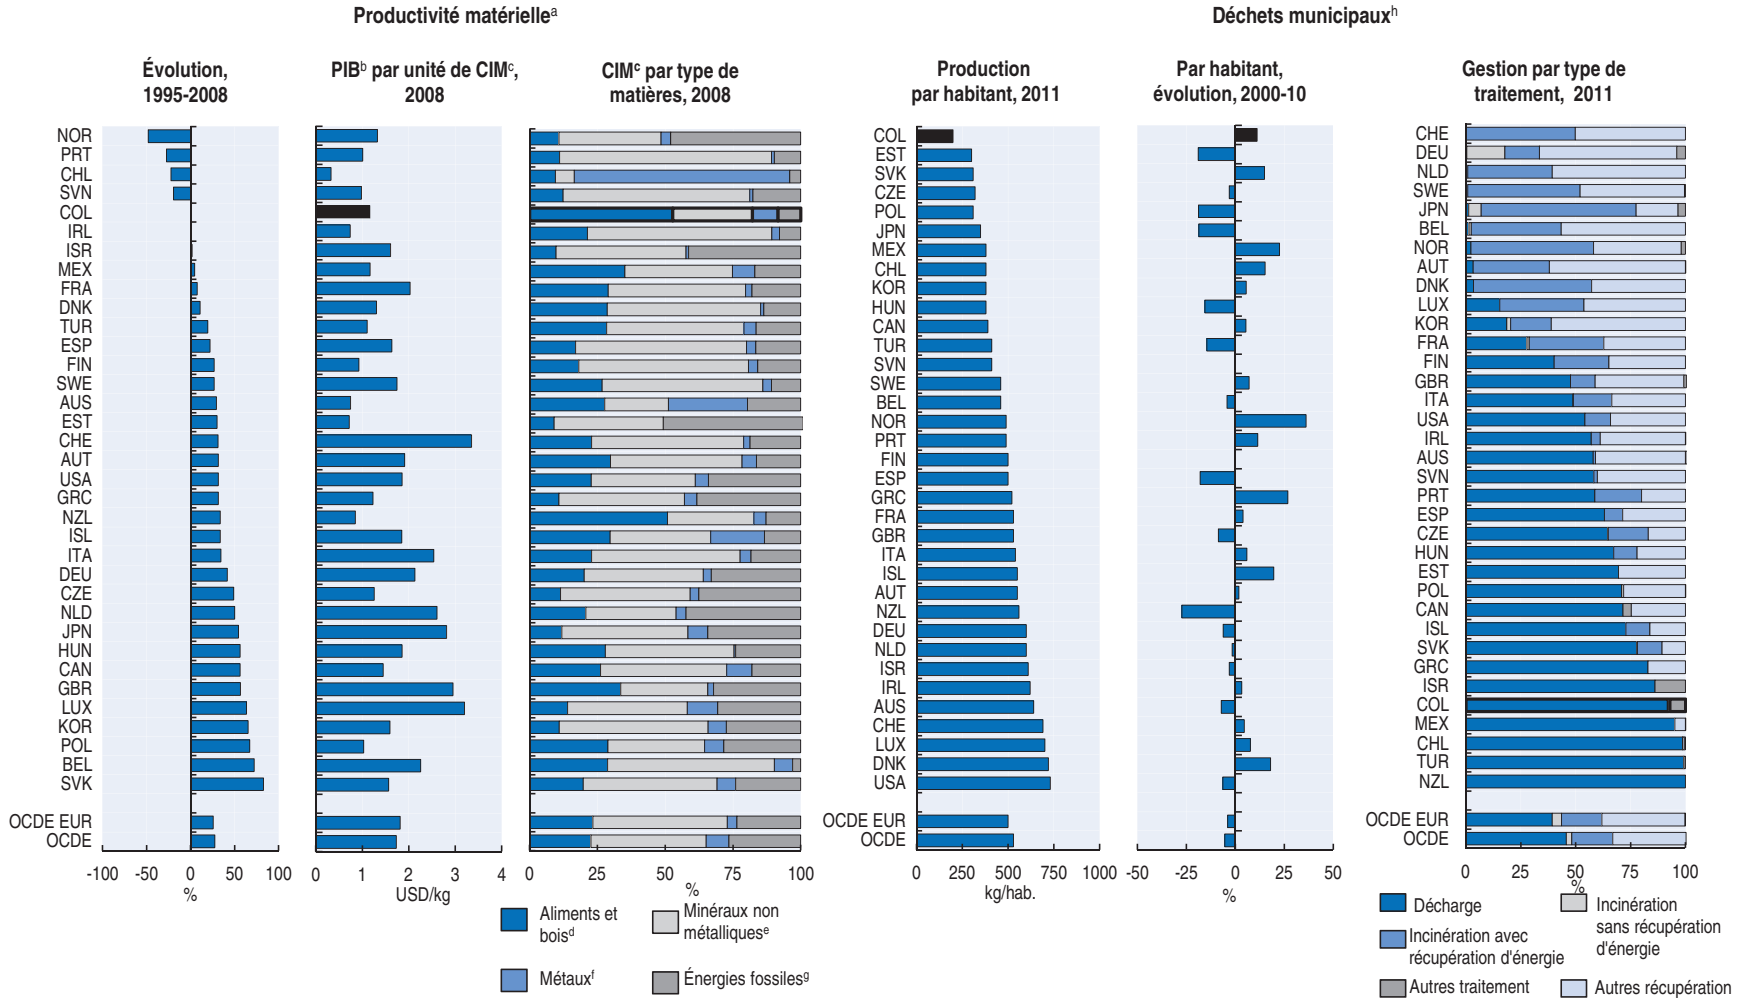 Productivité matérielleᵃ
Déchets municipauxʰ
Évolution,
1995-2008
PIBᵇ par unité de CIMᶜ,
2008
CIMᶜ par type de
matières, 2008
Production
par habitant, 2011
Par habitant,
évolution, 2000-10
Gestion par type de
traitement, 2011
NOR
PRT
CHL
SVN
COL
IRL
ISR
MEX
FRA
DNK
TUR
ESP
FIN
SWE
AUS
EST
CHE
AUT
USA
GRC
NZL
ISL
ITA
DEU
CZE
NLD
JPN
HUN
CAN
GBR
LUX
KOR
POL
BEL
SVK
OCDE EUR
OCDE
-100 -50 0 50 100
%
0 1 2 3 4
USD/kg
0 25 50 75 100
%
Aliments et
boisᵈ
Minéraux non
métalliquesᵉ
Métauxᶠ
Énergies fossilesᵍ
COL
EST
SVK
CZE
POL
JPN
MEX
CHL
KOR
HUN
CAN
TUR
SVN
SWE
BEL
NOR
PRT
FIN
ESP
GRC
FRA
GBR
ITA
ISL
AUT
NZL
DEU
NLD
ISR
IRL
AUS
CHE
LUX
DNK
USA
OCDE EUR
OCDE
0 250 500 750 1000
kg/hab.
-50 -25 0 25 50
%
CHE
DEU
NLD
SWE
JPN
BEL
NOR
AUT
DNK
LUX
KOR
FRA
FIN
GBR
ITA
USA
IRL
AUS
SVN
PRT
ESP
CZE
HUN
EST
POL
CAN
ISL
SVK
GRC
ISR
COL
MEX
CHL
TUR
NZL
OCDE EUR
OCDE
0 25 50 75 100
%
Décharge
Incinération
sans récupération
d'énergie
Incinération avec
récupération d'énergie
Autres traitement
Autres récupération